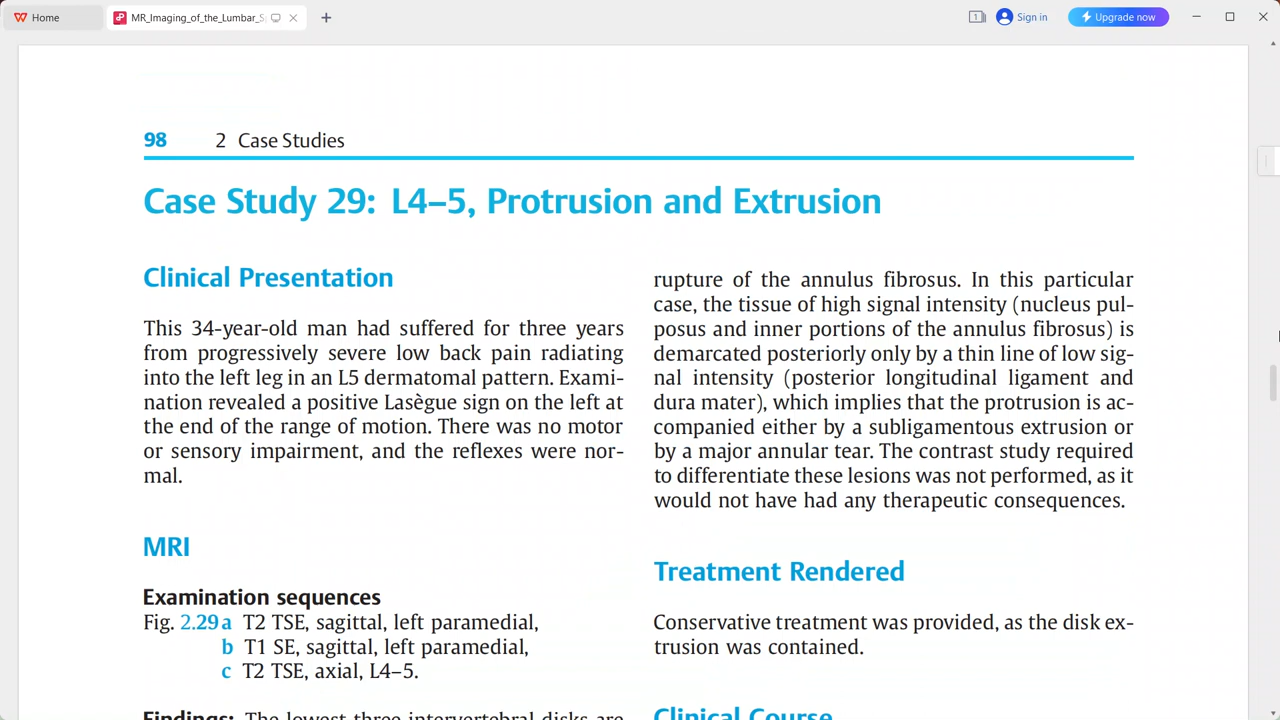 Home
MR_Imaging_of_the_Lumbar_S
1
Sign in
Upgrade now
98 2 Case Studies
Case Study 29: L4–5, Protrusion and Extrusion
Clinical Presentation
This 34-year-old man had suffered for three years
from progressively severe low back pain radiating
into the left leg in an L5 dermatomal pattern. Exami-
nation revealed a positive Lasègue sign on the left at
the end of the range of motion. There was no motor
or sensory impairment, and the reflexes were nor-
mal.
MRI
Examination sequences
Fig. 2.29 a T2 TSE, sagittal, left paramedial,
b T1 SE, sagittal, left paramedial,
c T2 TSE, axial, L4–5.
Findings: The lowest three intervertebral disks are
rupture of the annulus fibrosus. In this particular
case, the tissue of high signal intensity (nucleus pul-
posus and inner portions of the annulus fibrosus) is
demarcated posteriorly only by a thin line of low sig-
nal intensity (posterior longitudinal ligament and
dura mater), which implies that the protrusion is ac-
companied either by a subligamentous extrusion or
by a major annular tear. The contrast study required
to differentiate these lesions was not performed, as it
would not have had any therapeutic consequences.
Treatment Rendered
Conservative treatment was provided, as the disk ex-
trusion was contained.
Clinical Course